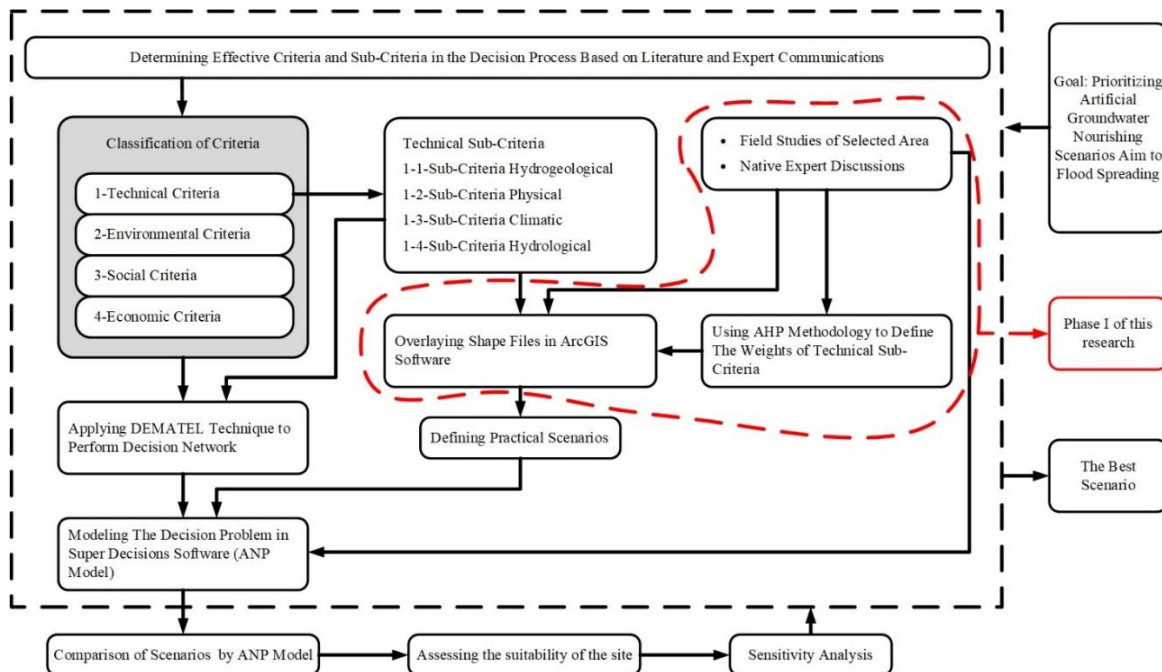 Determining Effective Criteria and Sub-Criteria in the Decision Process Based on Literature and Expert Communications
Classification of Criteria
1-Technical Criteria
2-Environmental Criteria
3-Social Criteria
4-Economic Criteria
Technical Sub-Criteria
1-1-Sub-Criteria Hydrogeological
1-2-Sub-Criteria Physical
1-3-Sub-Criteria Climatic
1-4-Sub-Criteria Hydrological
• Field Studies of Selected Area
• Native Expert Discussions
Goal: Prioritizing
Artificial
Groundwater
Nourishing
Scenarios Aim to
Flood Spreading
Overlaying Shape Files in ArcGIS
Software
Using AHP Methodology to Define
The Weights of Technical Sub-
Criteria
Phase I of this
research
Applying DEMATEL Technique to
Perform Decision Network
Defining Practical Scenarios
The Best
Scenario
Modeling The Decision Problem in
Super Decisions Software (ANP
Model)
Comparison of Scenarios by ANP Model
Assessing the suitability of the site
Sensitivity Analysis